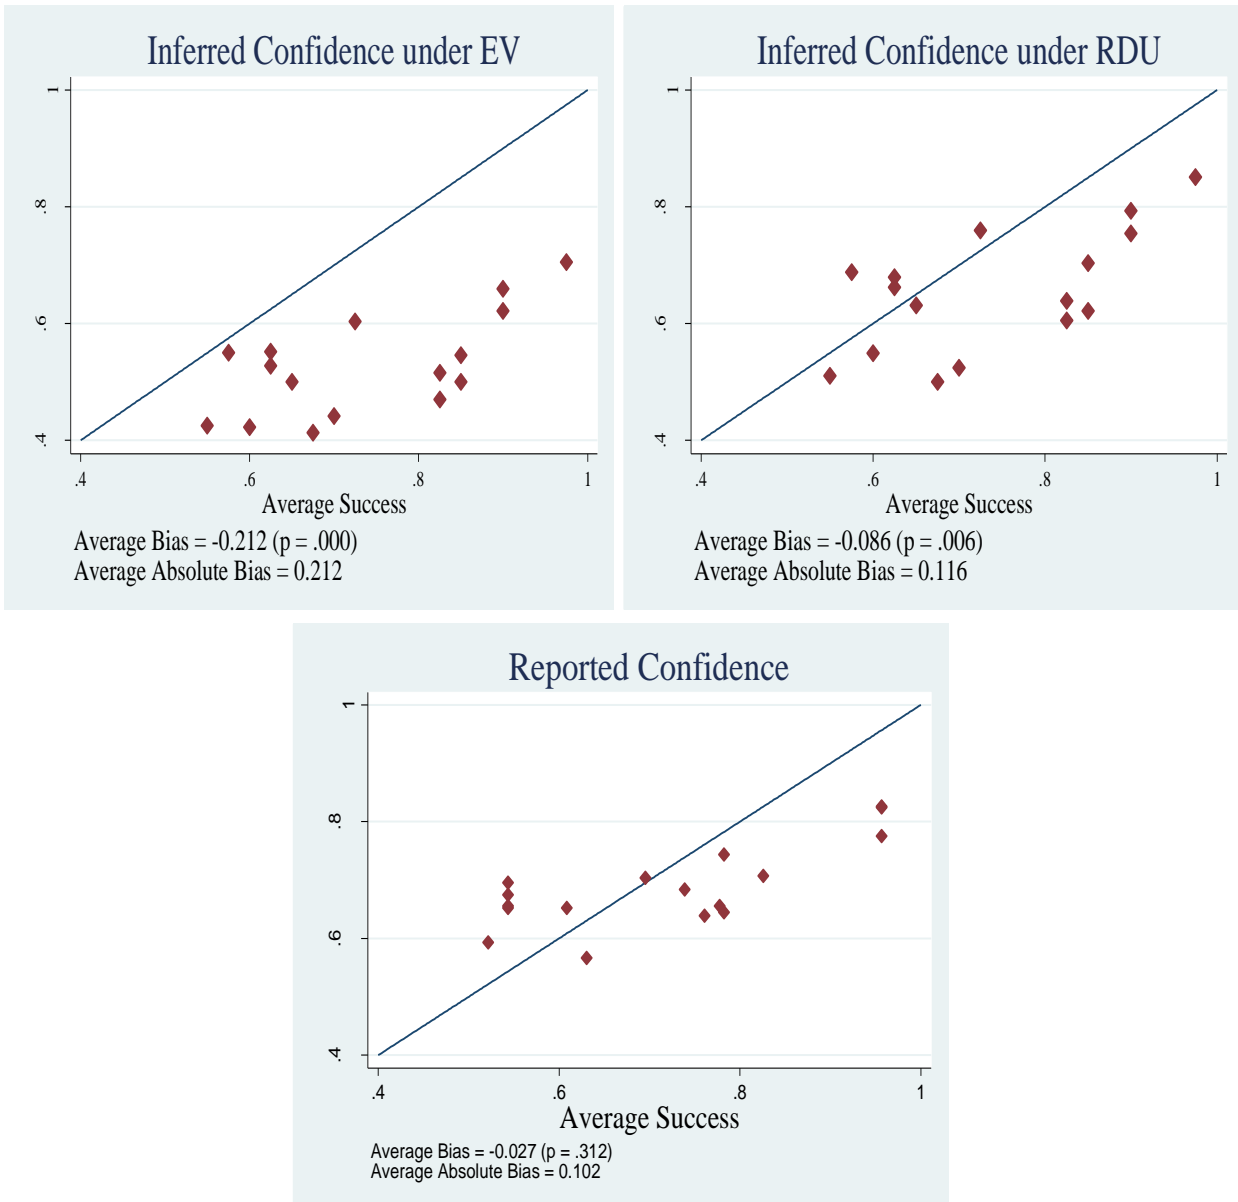 Inferred Confidence under EV
1
.8
.6
.4
.4 .6 .8 1
Average Success
Average Bias = -0.212 (p = .000)
Average Absolute Bias = 0.212
Inferred Confidence under RDU
1
.8
.6
.4
.4 .6 .8 1
Average Success
Average Bias = -0.086 (p = .006)
Average Absolute Bias = 0.116
Reported Confidence
1
.8
.6
.4
.4 .6 .8 1
Average Success
Average Bias = -0.027 (p = .312)
Average Absolute Bias = 0.102